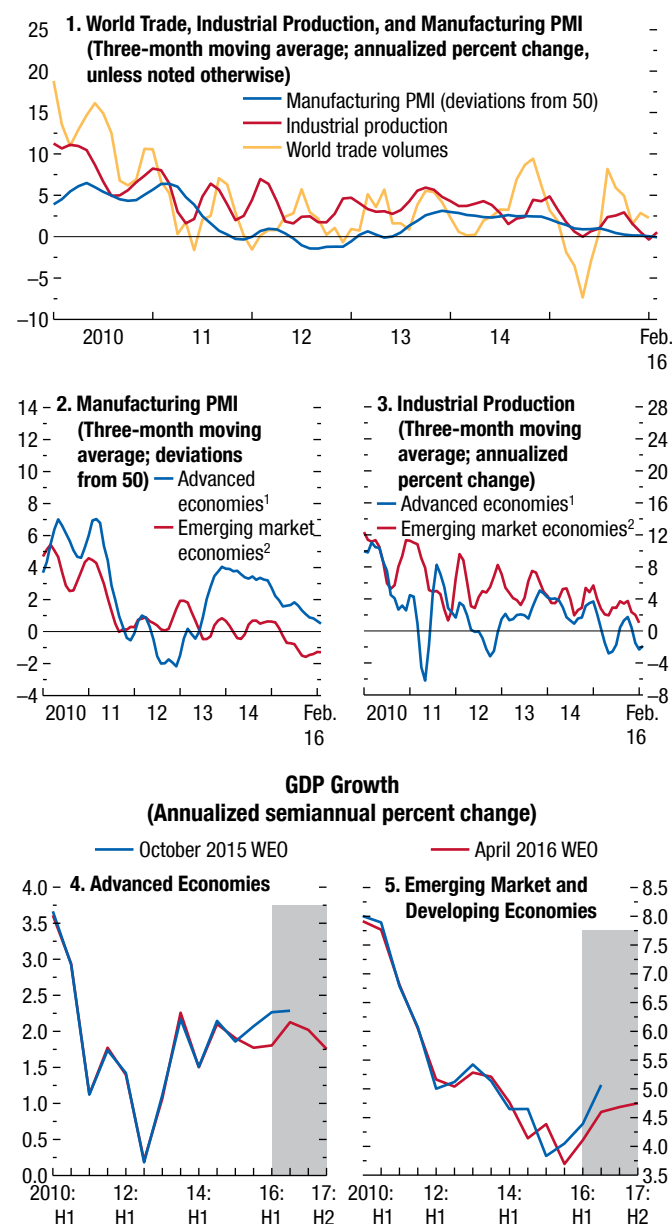 1. World Trade, Industrial Production, and Manufacturing PMI
(Three-month moving average; annualized percent change,
unless noted otherwise)
Manufacturing PMI (deviations from 50)
Industrial production
World trade volumes
25
20
15
10
5
0
–5
–10
2010 11 12 13 14 Feb.
16
2. Manufacturing PMI
(Three-month moving
average; deviations
from 50)
Advanced
economies1
Emerging market
economies2
14
12
10
8
6
4
2
0
–2
–4
2010 11 12 13 14 Feb.
16
3. Industrial Production
(Three-month moving
average; annualized
percent change)
Advanced economies1
Emerging market economies2
28
24
20
16
12
8
4
0
–4
–8
2010 11 12 13 14 Feb.
16
GDP Growth
(Annualized semiannual percent change)
October 2015 WEO
April 2016 WEO
4. Advanced Economies
4.0
3.5
3.0
2.5
2.0
1.5
1.0
0.5
0.0
2010: 12: 14: 16: 17:
H1 H1 H1 H1 H2
5. Emerging Market and
Developing Economies
8.5
8.0
7.5
7.0
6.5
6.0
5.5
5.0
4.5
4.0
3.5
2010: 12: 14: 16: 17:
H1 H1 H1 H1 H2